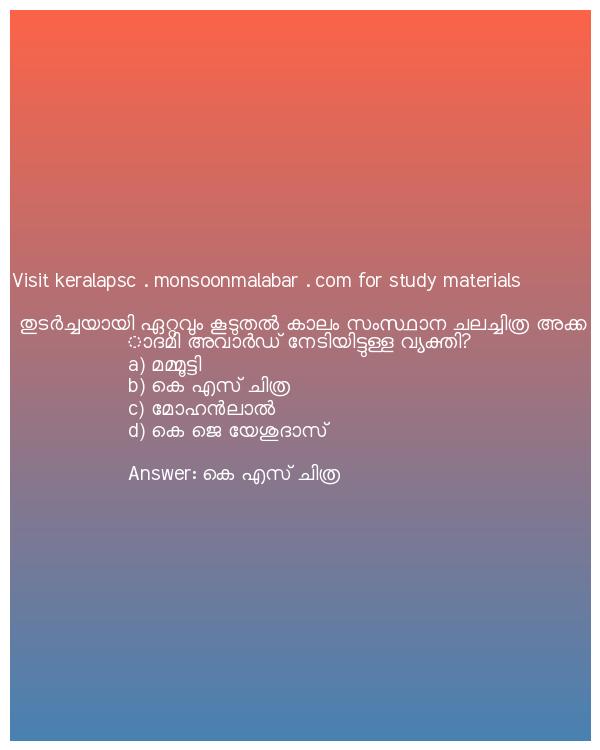 Visit keralapsc . monsoonmalabar . com for study materials
തുടർച്ചയായി ഏറ്റവും കൂടുതൽ കാലം സംസ്ഥാന ചലച്ചിത്ര അക്ക
ാദമി അവാർഡ് നേടിയിട്ടുള്ള വ്യക്തി?
a) മമ്മൂട്ടി
b) കെ എസ് ചിത്ര
c) മോഹൻലാൽ
d) കെ ജെ യേശുദാസ്
Answer: കെ എസ് ചിത്ര